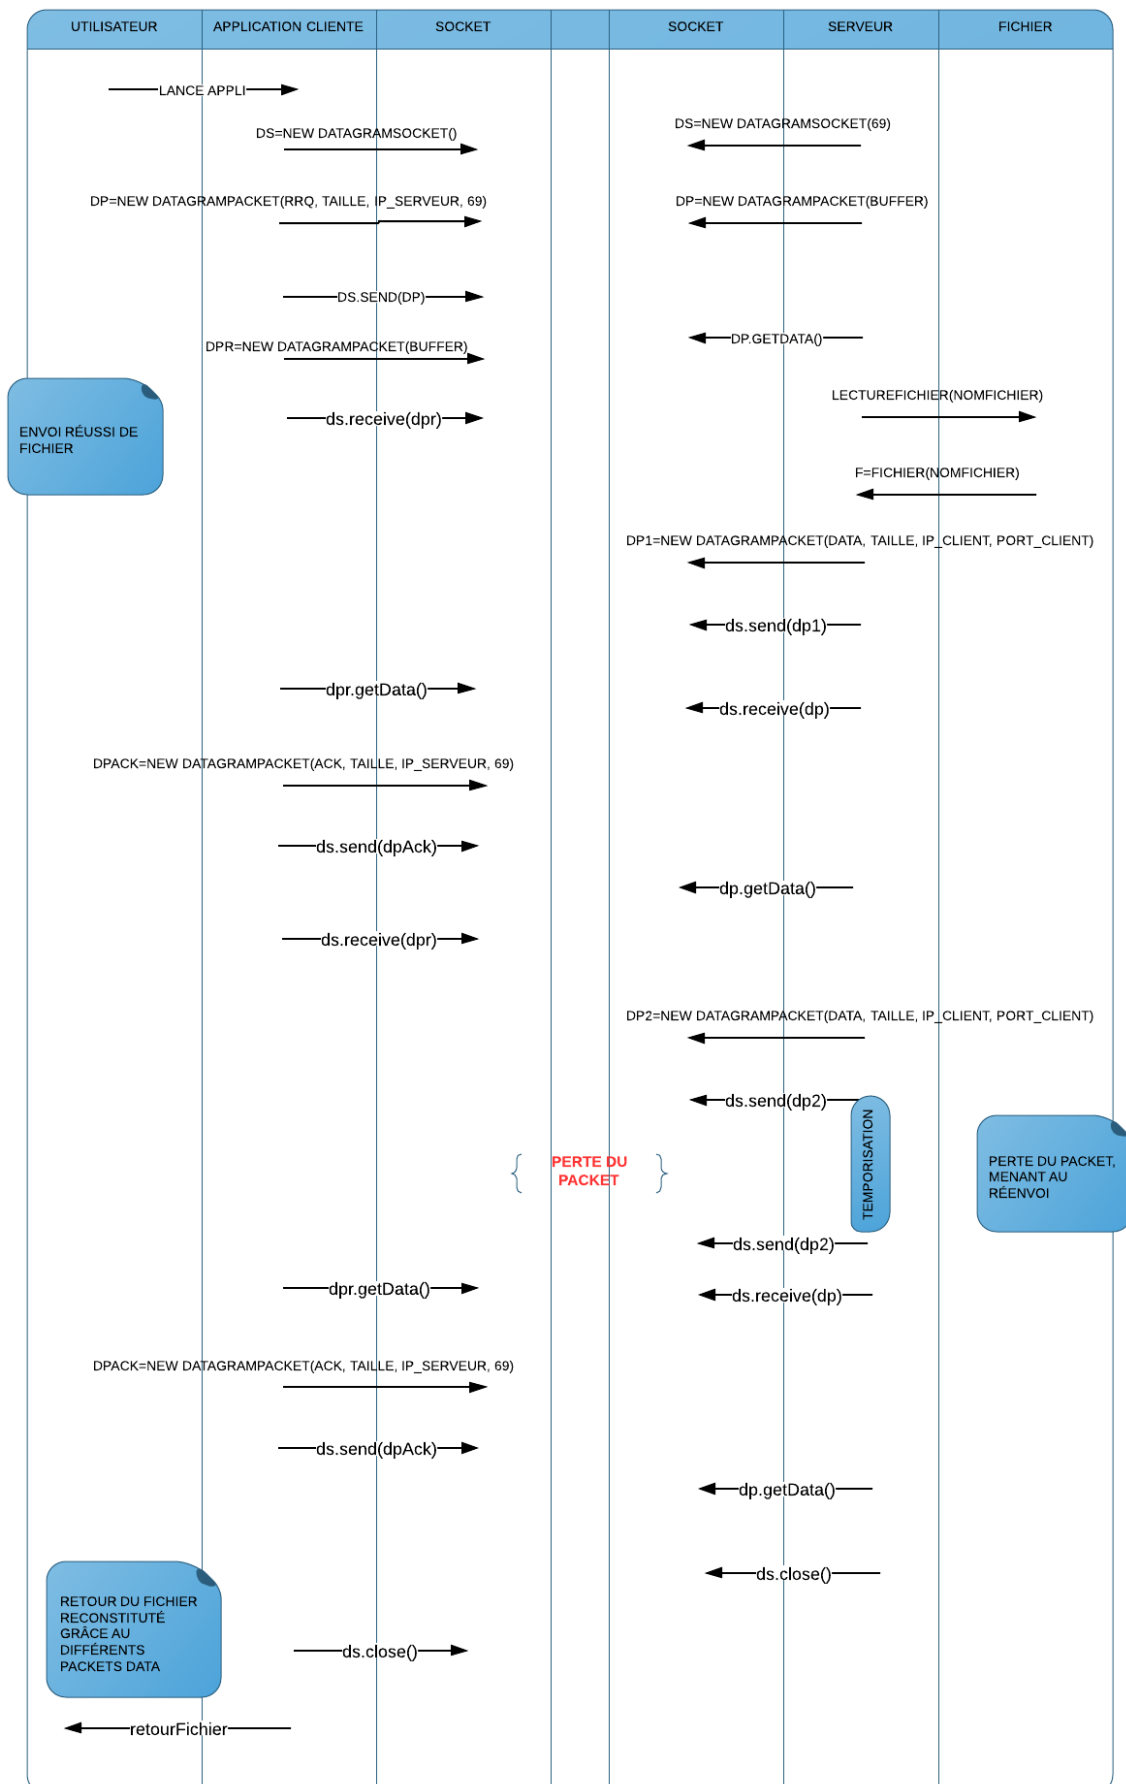 UTILISATEUR
APPLICATION CLIENTE
SOCKET
SOCKET
SERVEUR
FICHIER
LANCE APPLI
DS=NEW DATAGRAMSOCKET(69)
DS=NEW DATAGRAMSOCKET()
DP=NEW DATAGRAMPACKET(RRQ, TAILLE, IP_SERVEUR, 69)
DP=NEW DATAGRAMPACKET(BUFFER)
DS.SEND(DP)
DP.GETDATA()
DPR=NEW DATAGRAMPACKET(BUFFER)
LECTUREFICHIER(NOMFICHIER)
ds.receive(dpr)
ENVOI RÉUSSI DE
FICHIER
F=FICHIER(NOMFICHIER)
DP1=NEW DATAGRAMPACKET(DATA, TAILLE, IP_CLIENT, PORT_CLIENT)
ds.send(dp1)
dpr.getData()
ds.receive(dp)
DPACK=NEW DATAGRAMPACKET(ACK, TAILLE, IP_SERVEUR, 69)
ds.send(dpAck)
dp.getData()
ds.receive(dpr)
DP2=NEW DATAGRAMPACKET(DATA, TAILLE, IP_CLIENT, PORT_CLIENT)
ds.send(dp2)
TEMPORISATION
PERTE DU
PACKET
PERTE DU PACKET,
MENANT AU
RÉENVOI
ds.send(dp2)
dpr.getData()
ds.receive(dp)
DPACK=NEW DATAGRAMPACKET(ACK, TAILLE, IP_SERVEUR, 69)
ds.send(dpAck)
dp.getData()
ds.close()
RETOUR DU FICHIER
RECONSTITUTÉ
GRÂCE AU
DIFFÉRENTS
PACKETS DATA
ds.close()
retourFichier